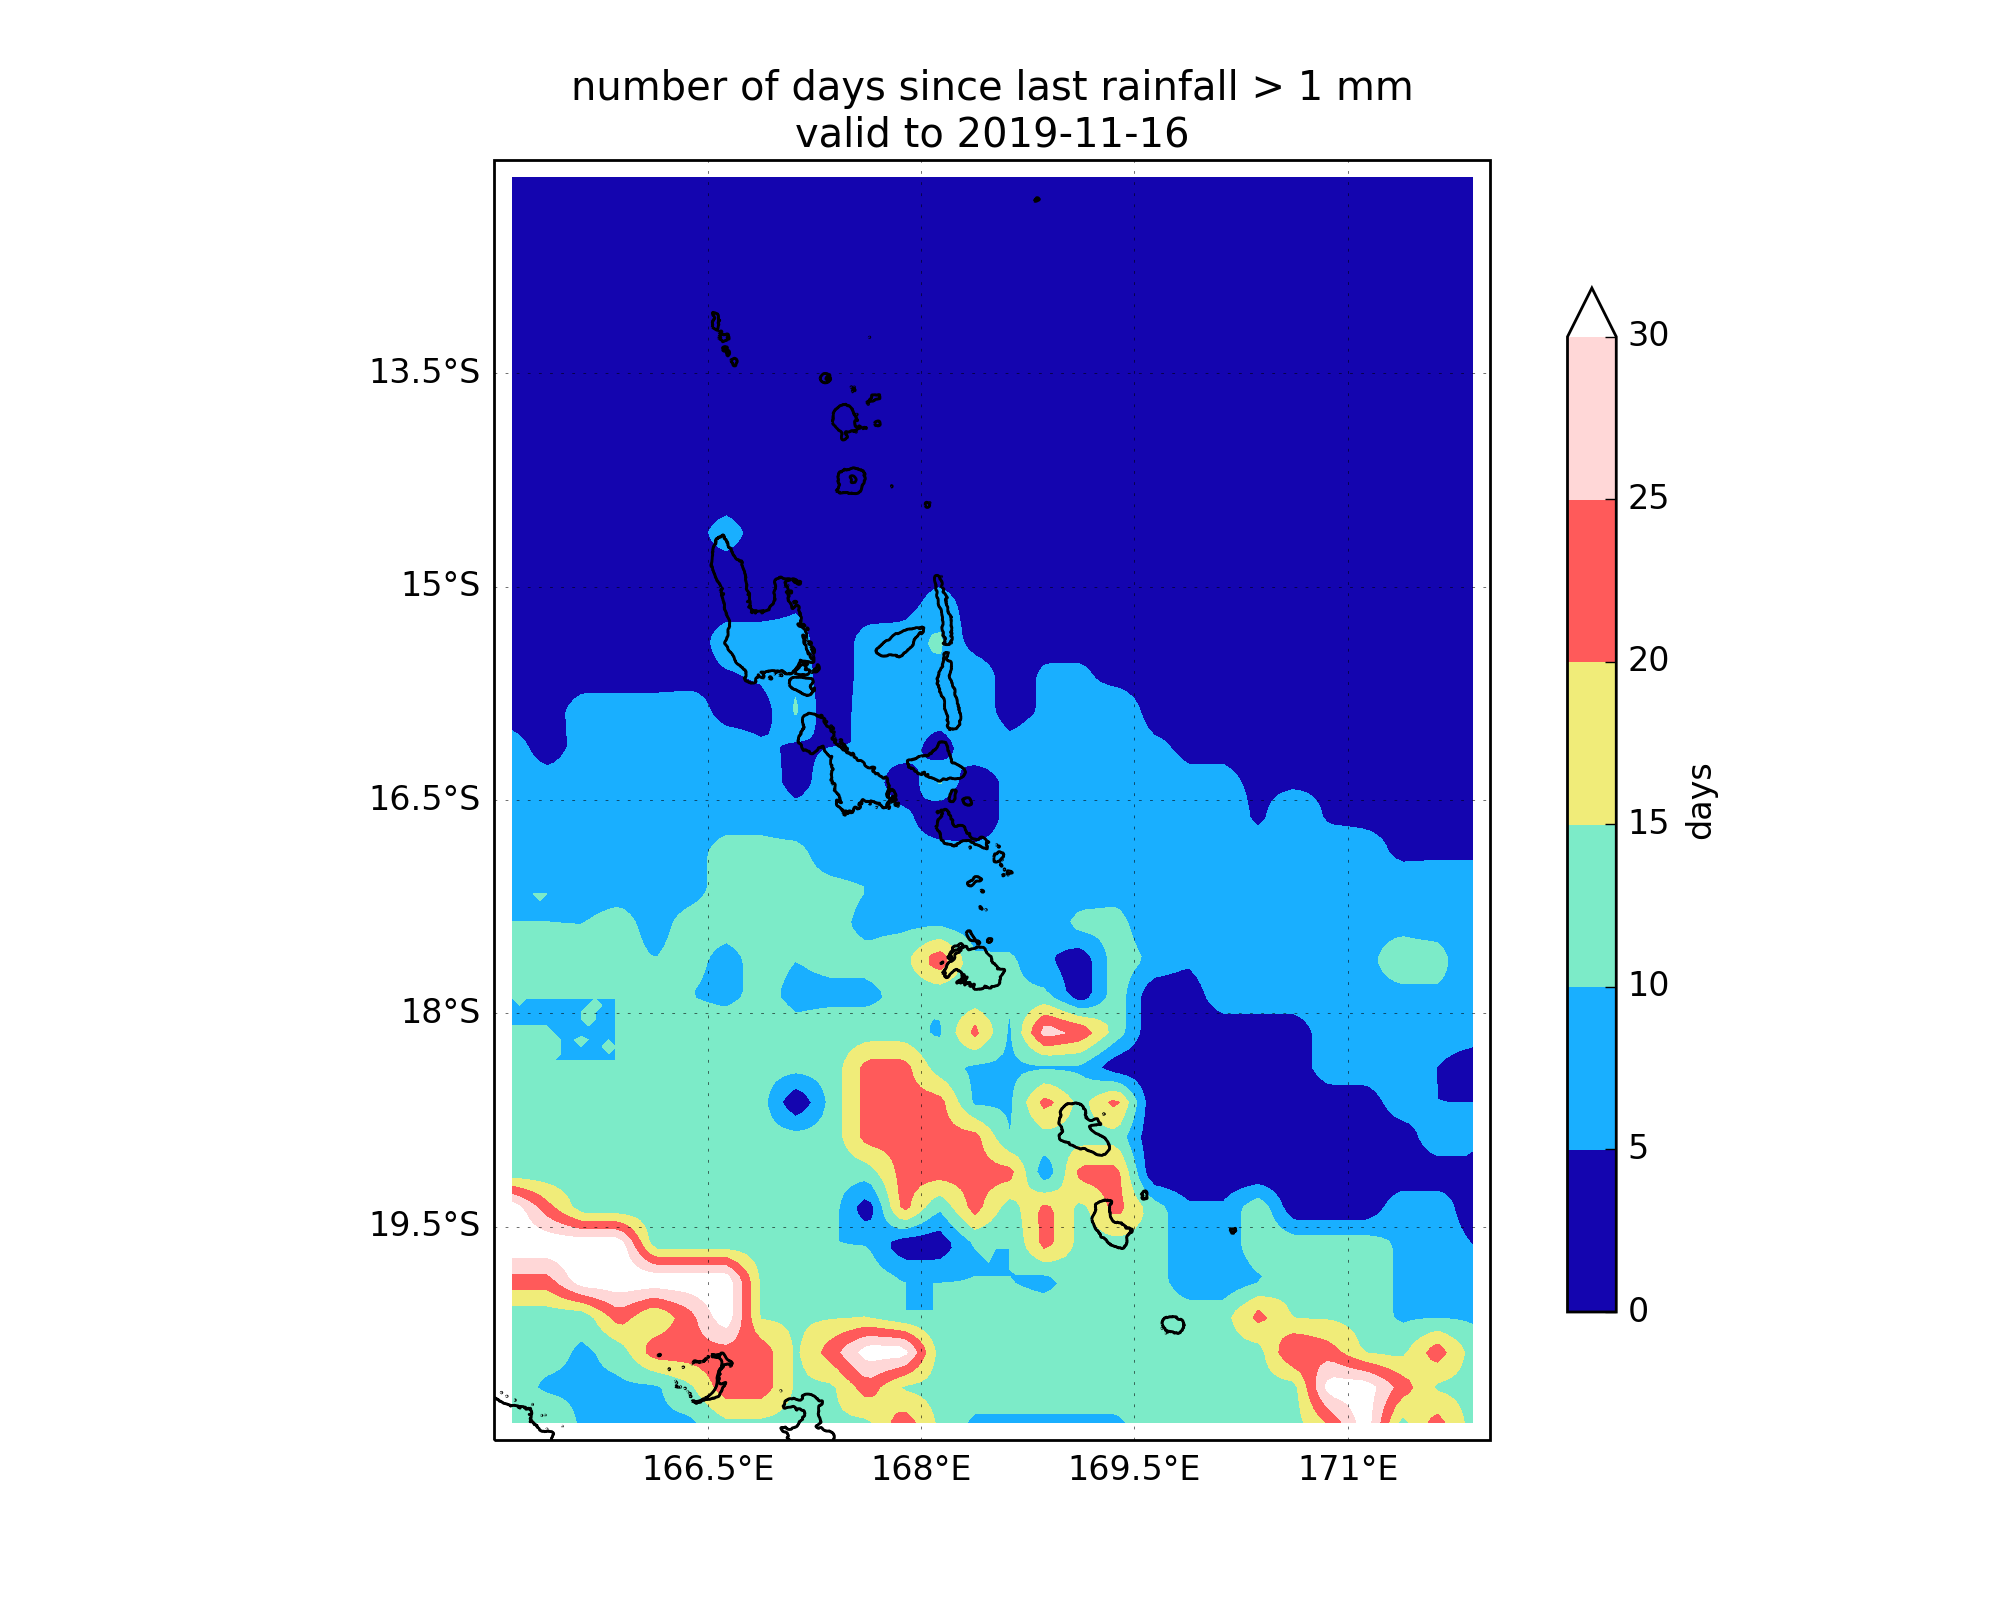 number of days since last rainfall > 1 mm
valid to 2019-11-16
13.5°S
15°S
16.5°S
18°S
19.5°S
166.5°E
168°E
169.5°E
171°E
30
25
20
15
10
5
0
days